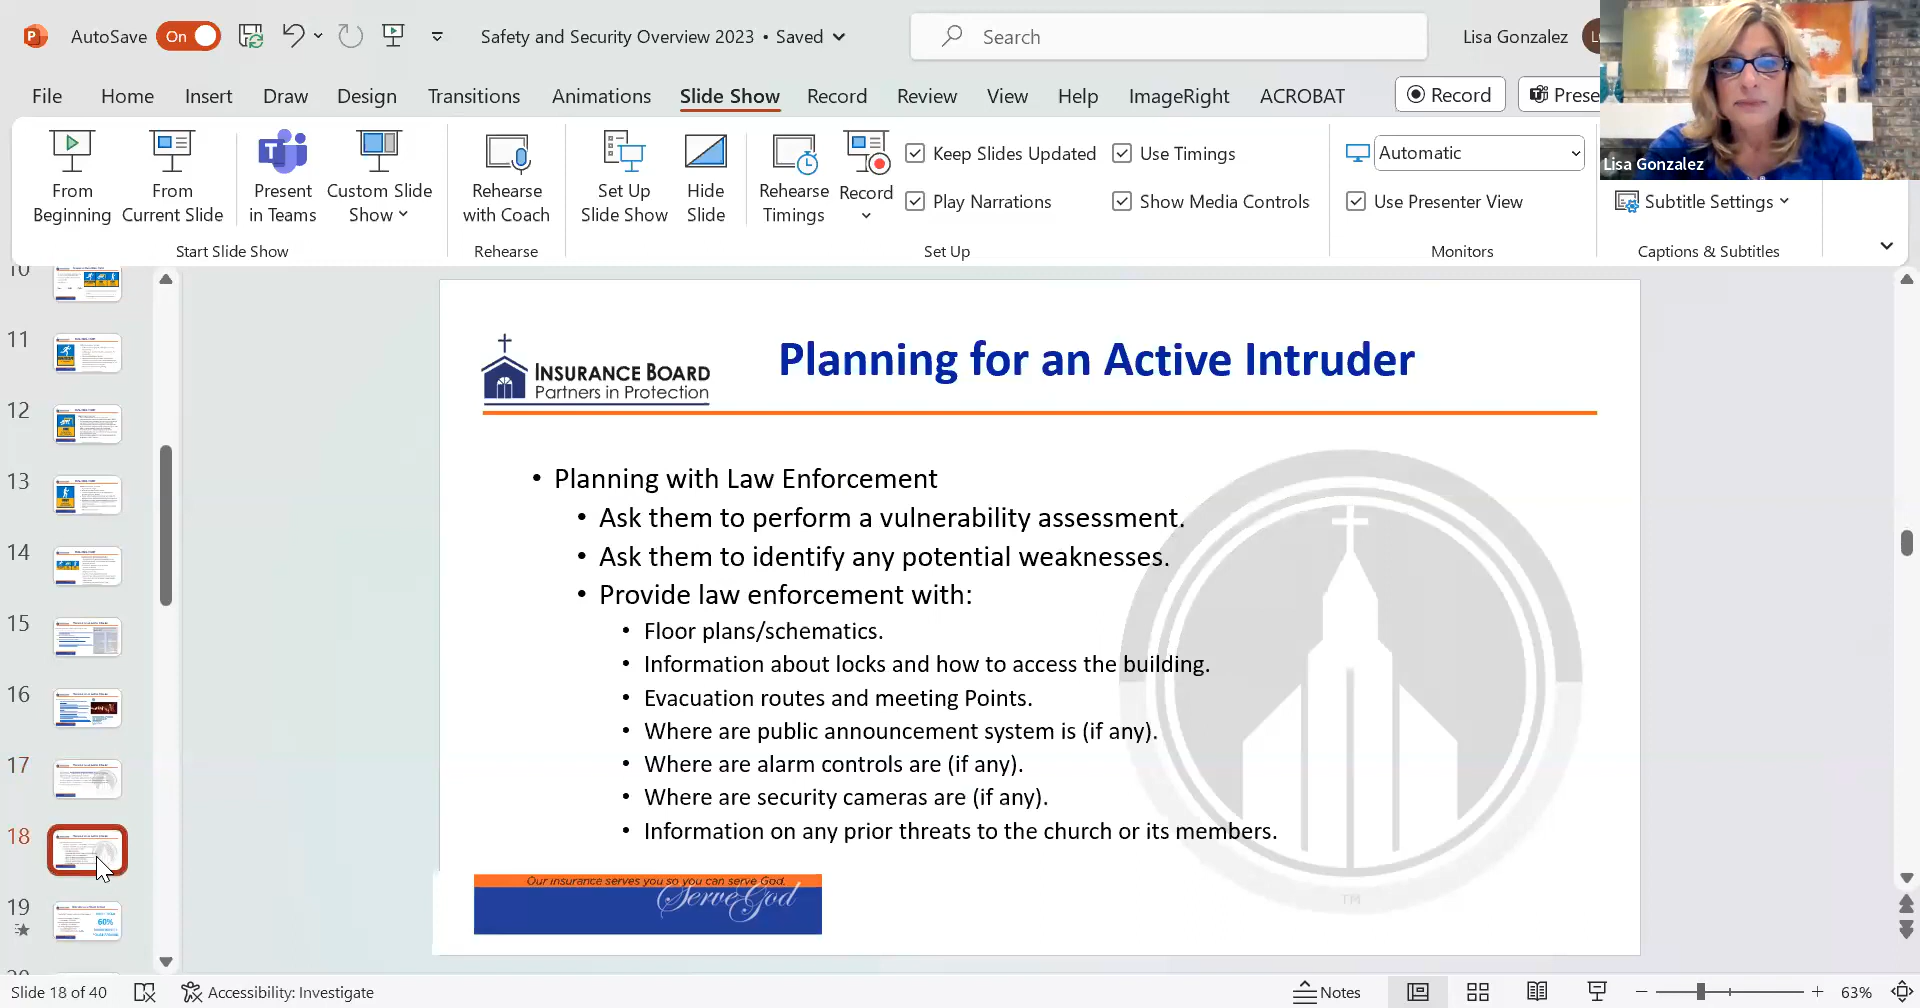 AutoSave On Safety and Security Overview 2023 • Saved Search Lisa Gonzalez
File Home Insert Draw Design Transitions Animations Slide Show Record Review View Help ImageRight ACROBAT Record Prese
From Beginning
From Current Slide
Present in Teams
Custom Slide Show
Start Slide Show
Rehearse with Coach
Rehearse
Set Up Slide Show
Hide Slide
Rehearse Timings
Record
Keep Slides Updated
Play Narrations
Use Timings
Show Media Controls
Set Up
Automatic
Use Presenter View
Monitors
Lisa Gonzalez
Subtitle Settings
Captions & Subtitles
10
11
12
13
14
15
16
17
18
19
60%
20
INSURANCE BOARD
Partners in Protection
Planning for an Active Intruder
• Planning with Law Enforcement
• Ask them to perform a vulnerability assessment.
• Ask them to identify any potential weaknesses.
• Provide law enforcement with:
• Floor plans/schematics.
• Information about locks and how to access the building.
• Evacuation routes and meeting Points.
• Where are public announcement system is (if any).
• Where are alarm controls are (if any).
• Where are security cameras are (if any).
• Information on any prior threats to the church or its members.
TM
Our insurance serves you so you can serve God.
Serve God
Slide 18 of 40 Accessibility: Investigate Notes 63%